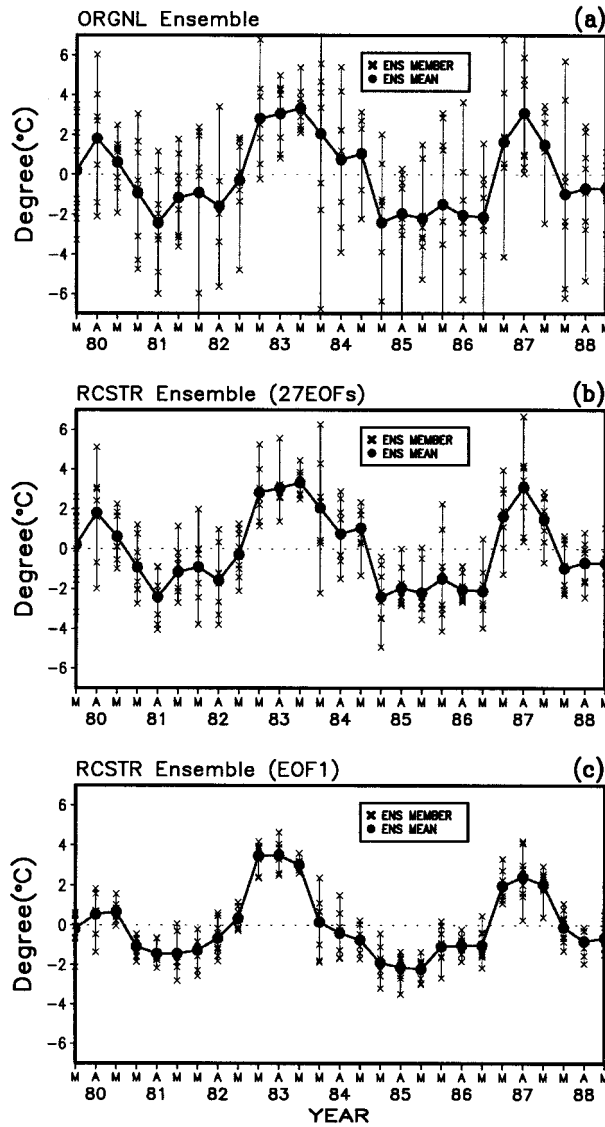 ORGNL Ensemble (a)
Degree(°C)
6
4
2
0
-2
-4
-6
× ENS MEMBER
● ENS MEAN
M A M M A M M A M M A M M A M M A M M A M M A M M A M
80 81 82 83 84 85 86 87 88
RCSTR Ensemble (27EOFs) (b)
Degree(°C)
6
4
2
0
-2
-4
-6
× ENS MEMBER
● ENS MEAN
M A M M A M M A M M A M M A M M A M M A M M A M M A M
80 81 82 83 84 85 86 87 88
RCSTR Ensemble (EOF1) (c)
Degree(°C)
6
4
2
0
-2
-4
-6
× ENS MEMBER
● ENS MEAN
M A M M A M M A M M A M M A M M A M M A M M A M M A M
80 81 82 83 84 85 86 87 88
YEAR